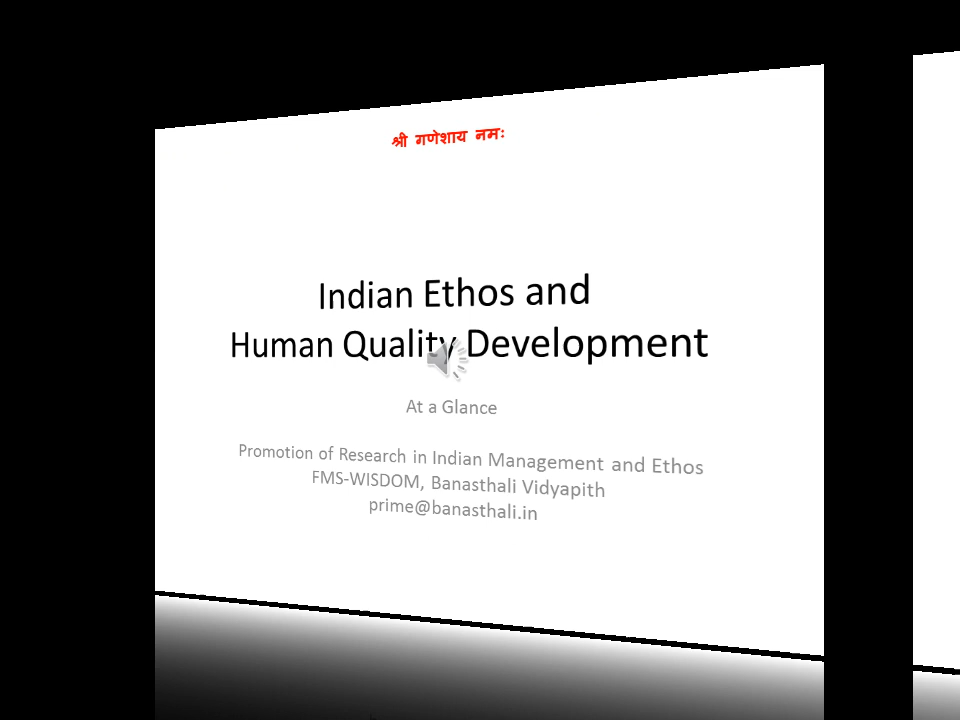 श्री गणेशाय नमः
Indian Ethos and
Human Quality Development
At a Glance
Promotion of Research in Indian Management and Ethos
FMS-WISDOM, Banasthali Vidyapith
prime@banasthali.in